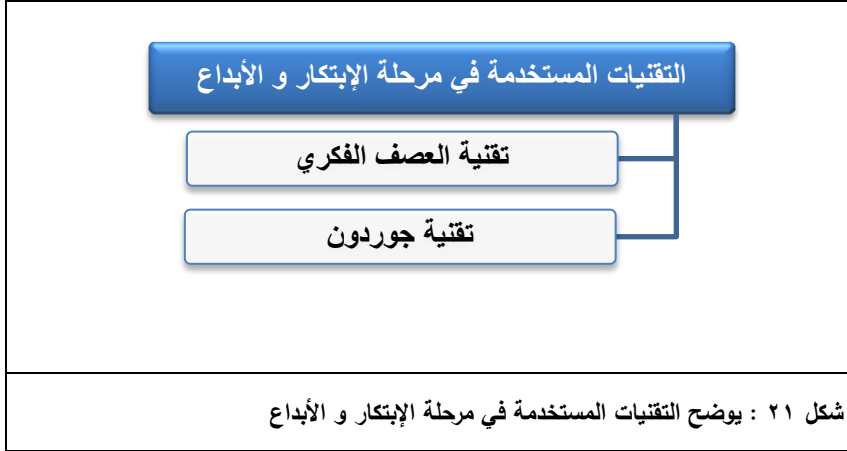 التقنيات المستخدمة في مرحلة الإبتكار و الأبداع
تقنية العصف الفكري
تقنية جوردون
شكل ٢١ : يوضح التقنيات المستخدمة في مرحلة الإبتكار و الأبداع